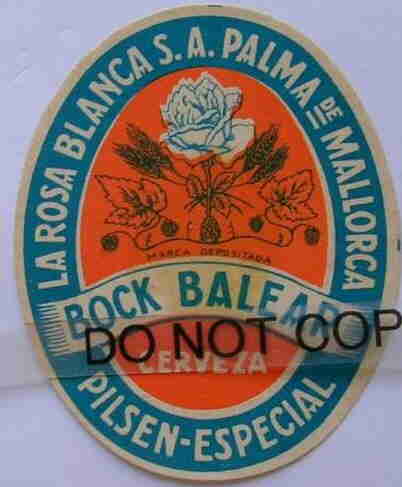 LA ROSA BLANCA S.A. PALMA DE MALLORCA
MARCA DEPOSITADA
BOCK BALEAR
DO NOT COP
CERVEZA
PILSEN-ESPECIAL